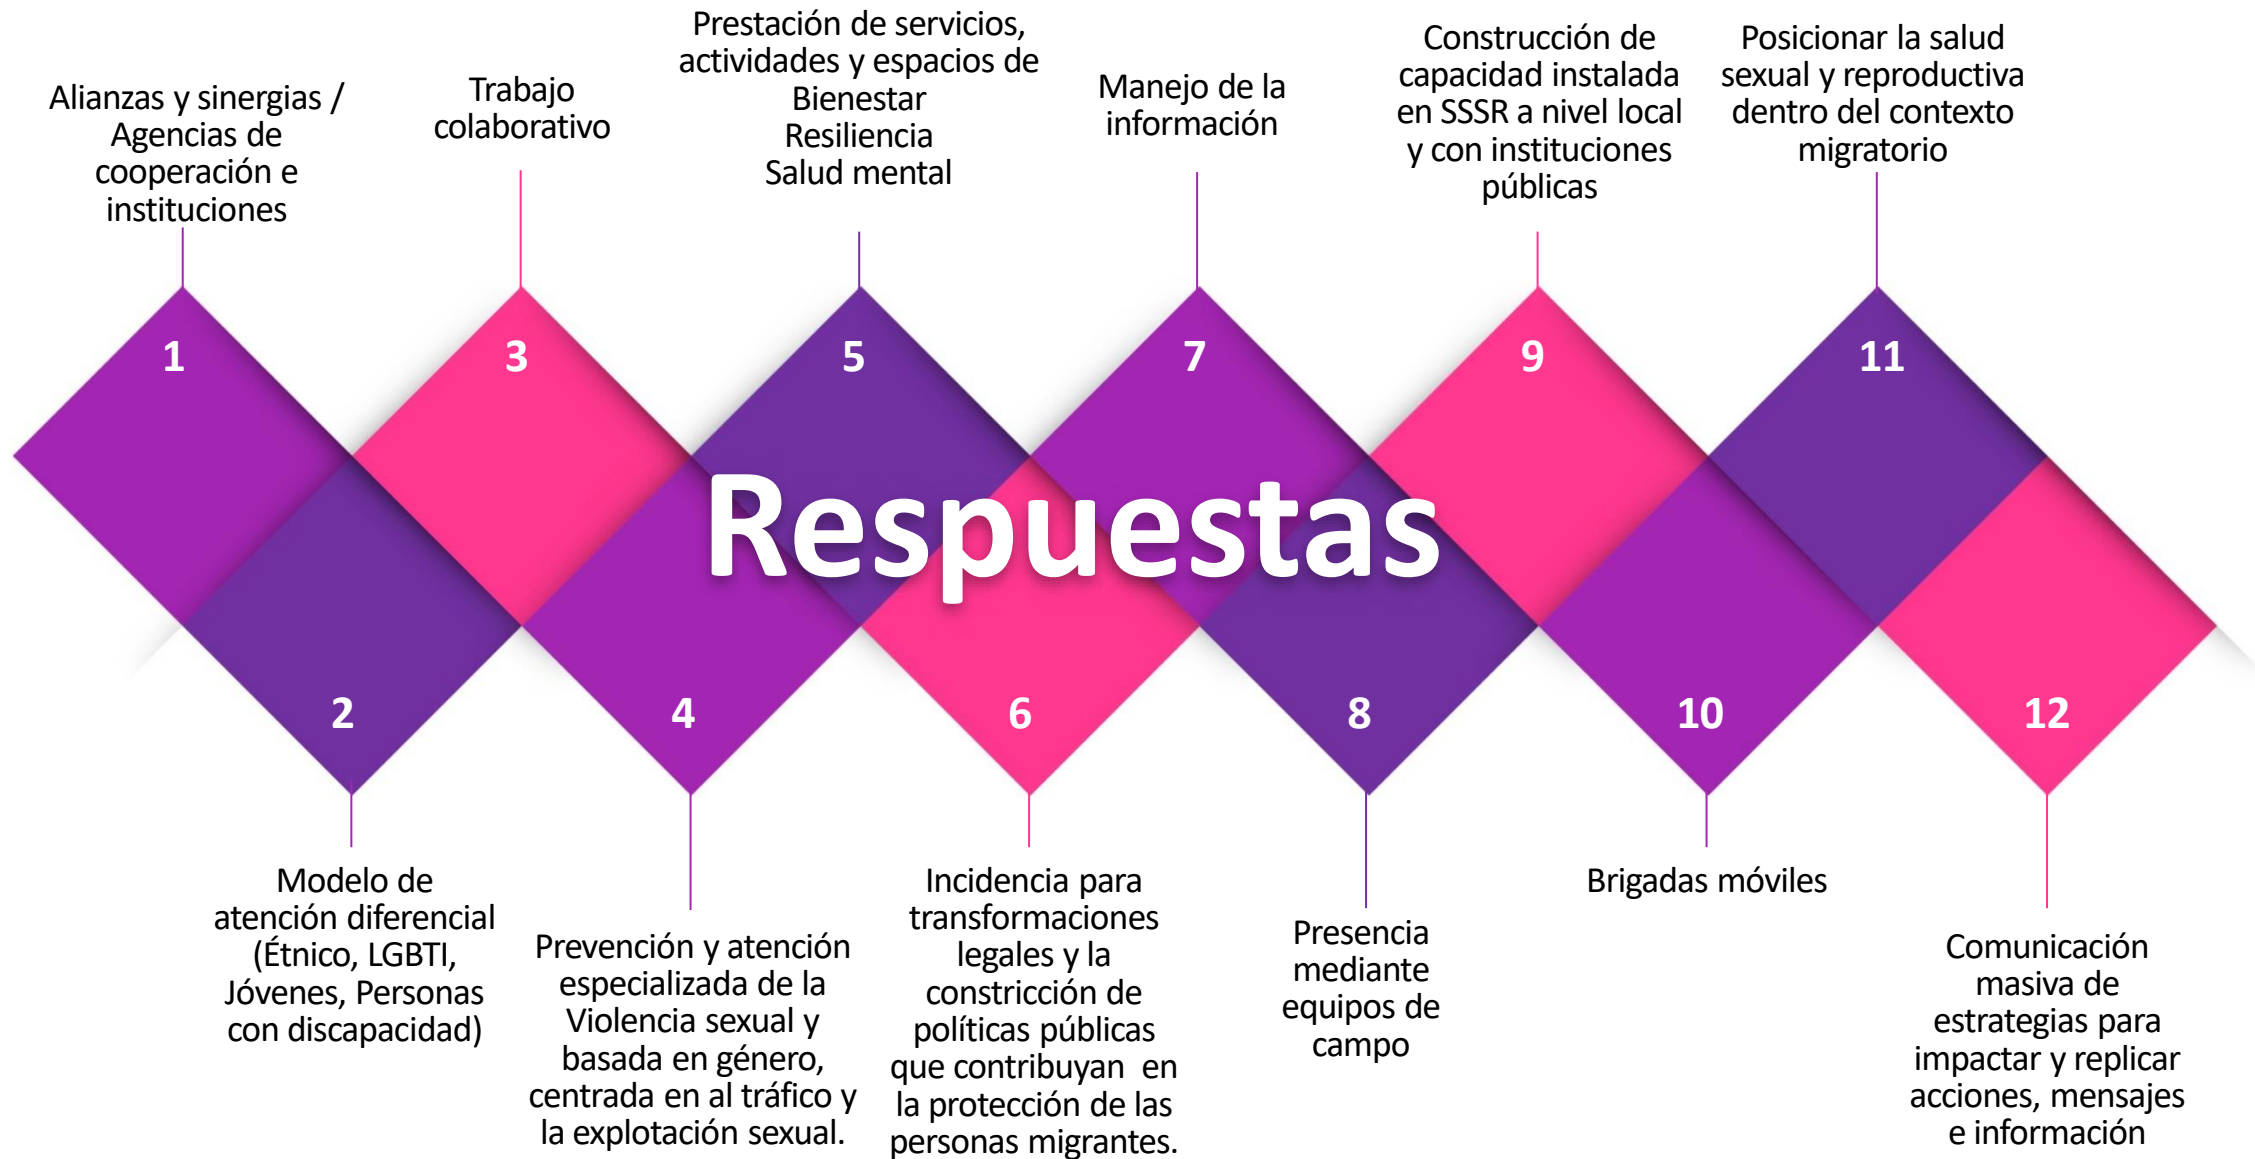 Alianzas y sinergias /
Agencias de
cooperación e
instituciones
Trabajo
colaborativo
Prestación de servicios,
actividades y espacios de
Bienestar
Resiliencia
Salud mental
Manejo de la
información
Construcción de
capacidad instalada
en SSSR a nivel local
y con instituciones
públicas
Posicionar la salud
sexual y reproductiva
dentro del contexto
migratorio
1
3
5
7
9
11
Respuestas
2
4
6
8
10
12
Modelo de
atención diferencial
(Étnico, LGBTI,
Jóvenes, Personas
con discapacidad)
Prevención y atención
especializada de la
Violencia sexual y
basada en género,
centrada en al tráfico y
la explotación sexual.
Incidencia para
transformaciones
legales y la
constricción de
políticas públicas
que contribuyan  en
la protección de las
personas migrantes.
Presencia
mediante
equipos de
campo
Brigadas móviles
Comunicación
masiva de
estrategias para
impactar y replicar
acciones, mensajes
e información